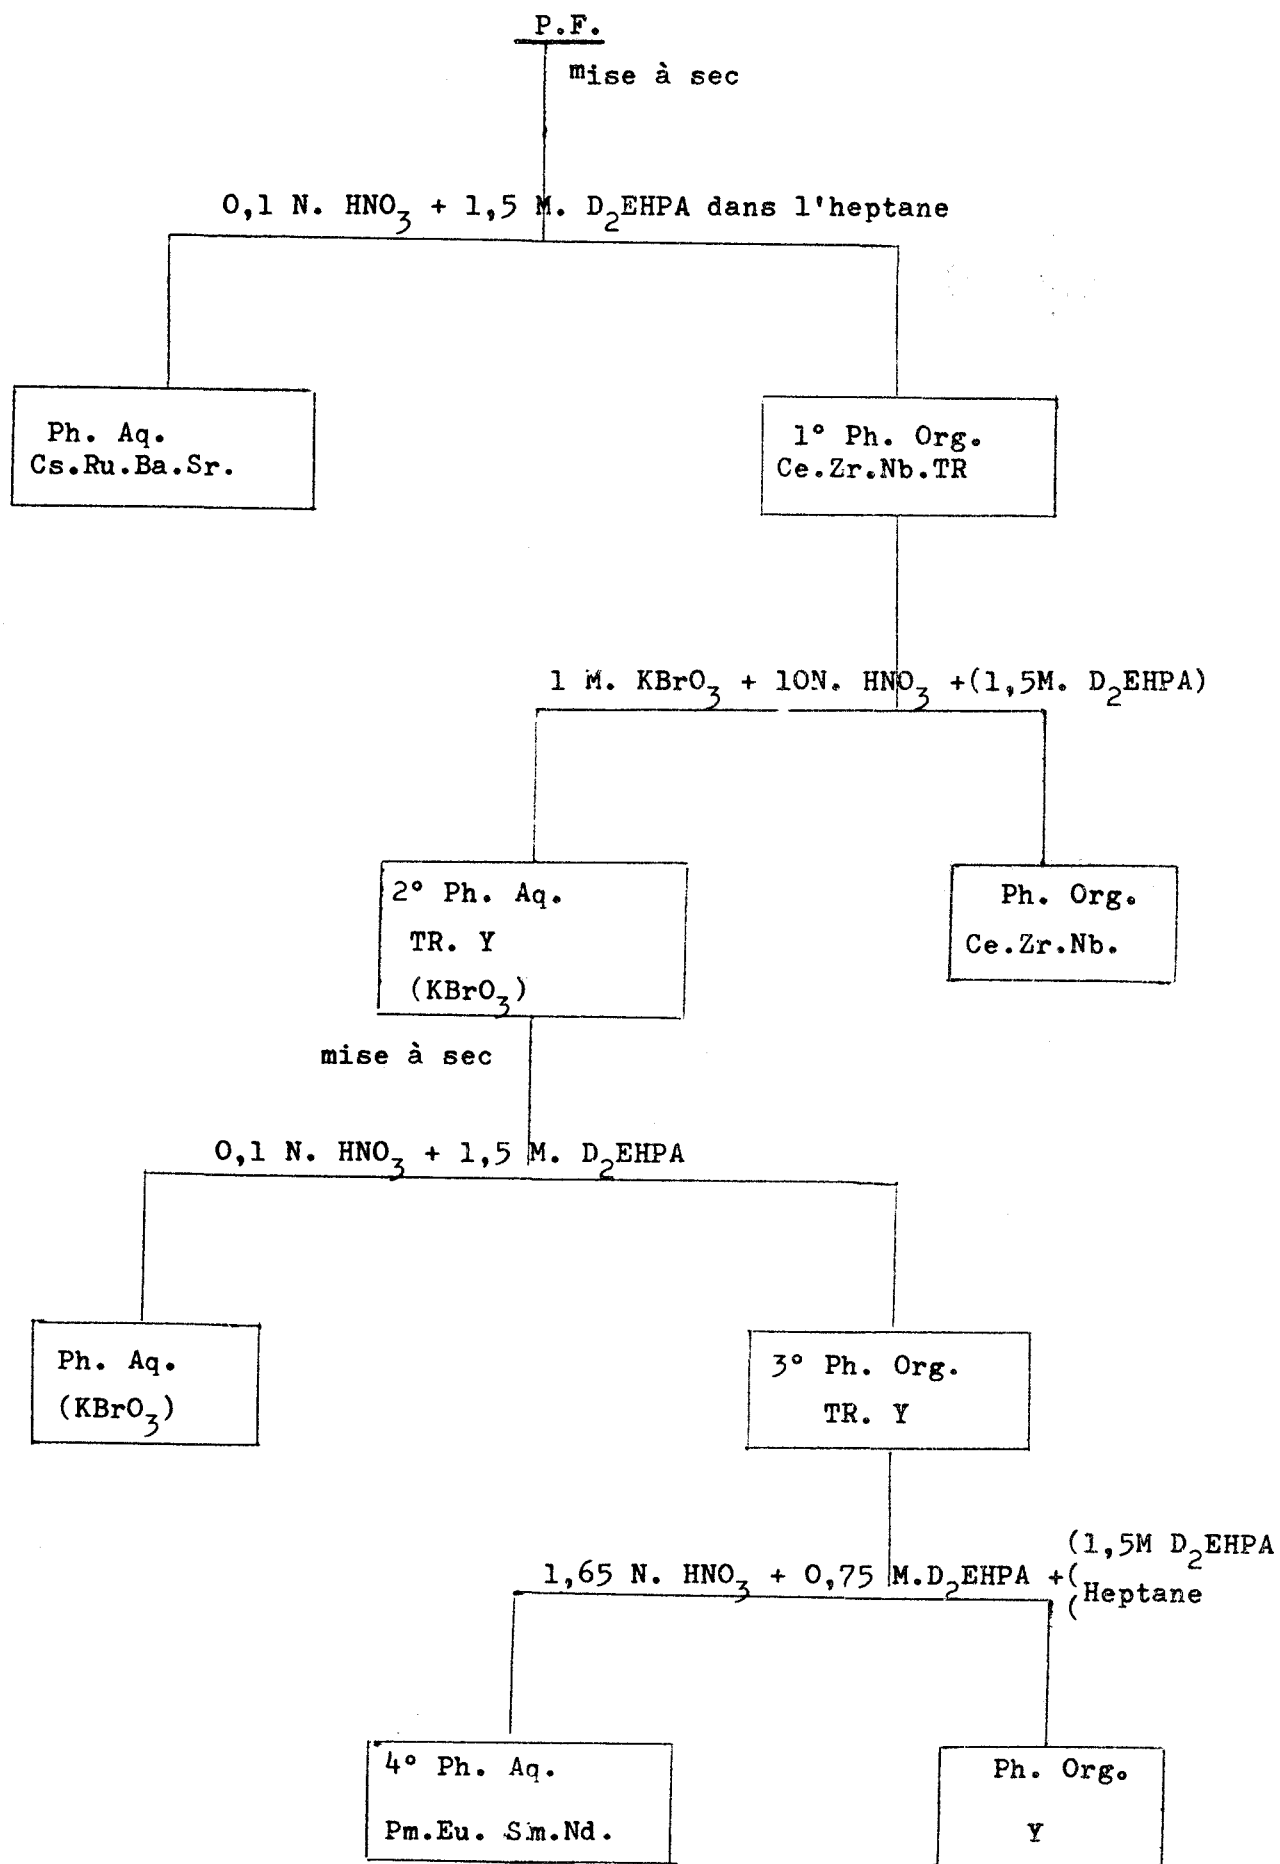 P.F.
mise à sec
0,1 N. HNO3 + 1,5 M. D2EHPA dans l'heptane
Ph. Aq.
Cs.Ru.Ba.Sr.
1° Ph. Org.
Ce.Zr.Nb.TR
1 M. KBrO3 + 10N. HNO3 +(1,5M. D2EHPA)
2° Ph. Aq.
TR. Y
(KBrO3)
Ph. Org.
Ce.Zr.Nb.
mise à sec
0,1 N. HNO3 + 1,5 M. D2EHPA
Ph. Aq.
(KBrO3)
3° Ph. Org.
TR. Y
1,65 N. HNO3 + 0,75 M.D2EHPA +(
(1,5M D2EHPA
(Heptane
4° Ph. Aq.
Pm.Eu. Sm.Nd.
Ph. Org.
Y